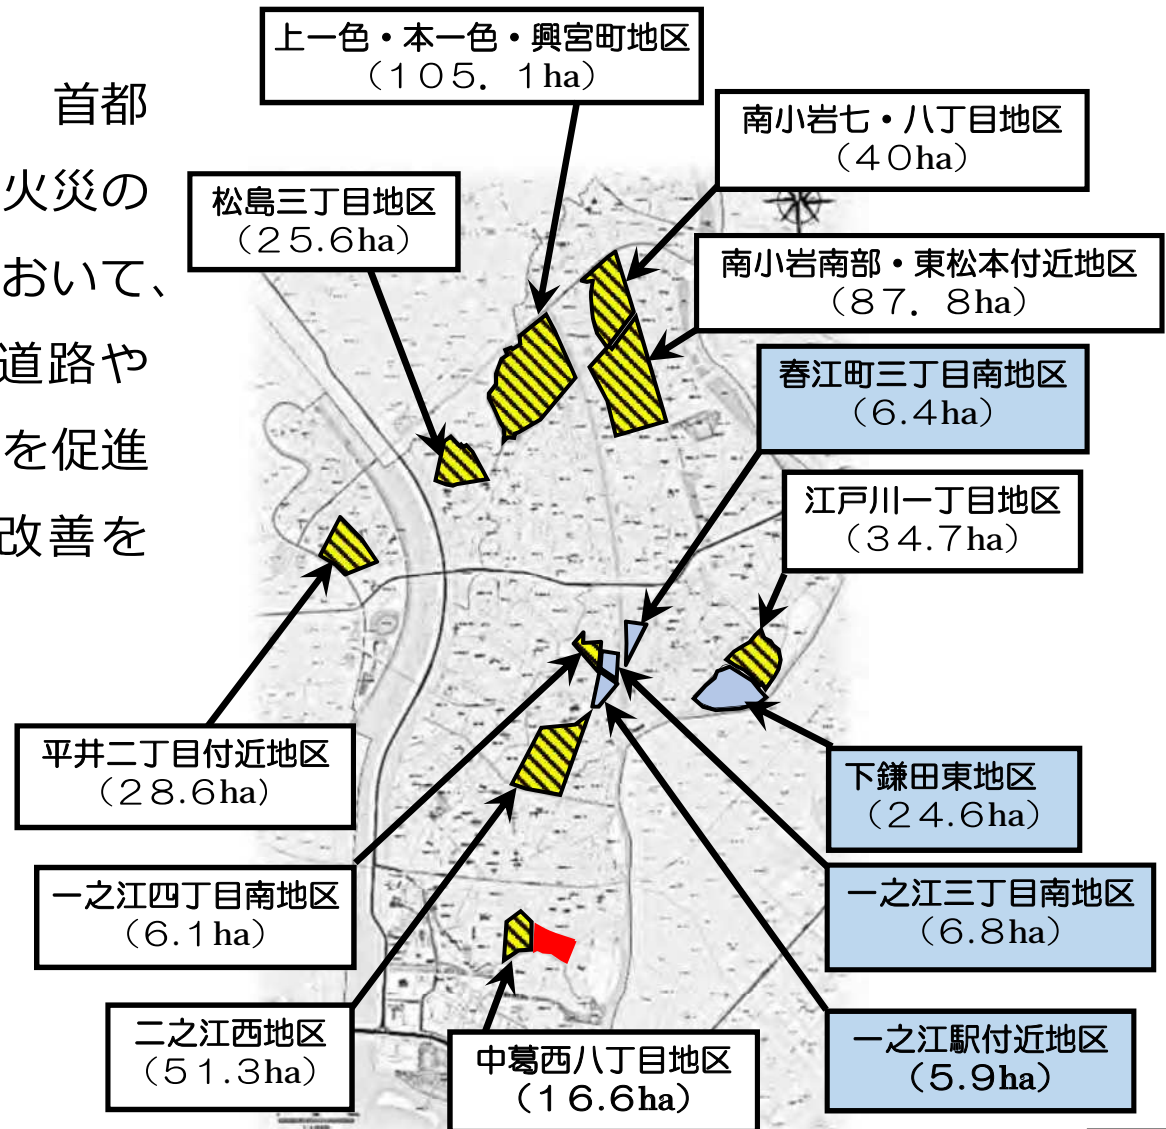 首都
火災の
おいて、
道路や
を促進
改善を
上一色・本一色・興宮町地区
（１０５．１ha）
南小岩七・八丁目地区
（４０ha）
松島三丁目地区
（２５.６ha）
南小岩南部・東松本付近地区
（８７．８ha）
春江町三丁目南地区
（６.４ha）
江戸川一丁目地区
（３４.７ha）
平井二丁目付近地区
（２８.６ha）
下鎌田東地区
（２４.６ha）
一之江四丁目南地区
（６.１ha）
一之江三丁目南地区
（６.８ha）
二之江西地区
（５１.３ha）
中葛西八丁目地区
（１６.６ha）
一之江駅付近地区
（５.９ha）